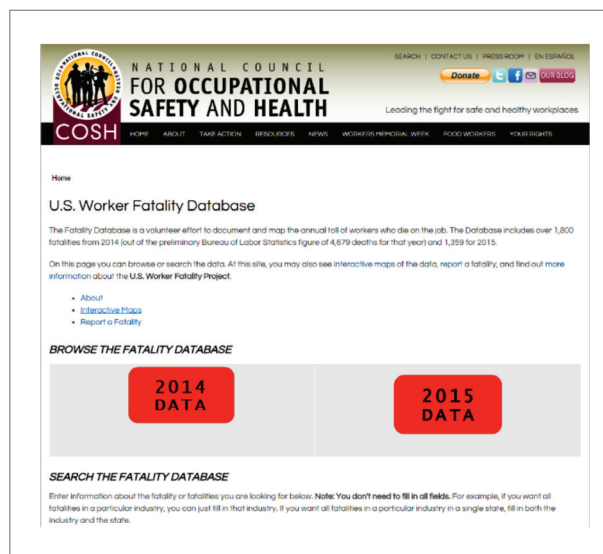 SEARCH | CONTACT US | PRESS ROOM | EN ESPAÑOL
NATIONAL COUNCIL
FOR OCCUPATIONAL
SAFETY AND HEALTH
Donate
OUR BLOG
Leading the fight for safe and healthy workplaces
COSH
HOME ABOUT TAKE ACTION RESOURCES NEWS WORKERS MEMORIAL WEEK FOOD WORKERS YOUR RIGHTS
Home
U.S. Worker Fatality Database
The Fatality Database is a volunteer effort to document and map the annual toll of workers who die on the job. The Database includes over 1,800
fatalities from 2014 (out of the preliminary Bureau of Labor Statistics figure of 4,679 deaths for that year) and 1,359 for 2015.
On this page you can browse or search the data. At this site, you may also see interactive maps of the data, report a fatality, and find out more
information about the U.S. Worker Fatality Project.
• About
• Interactive Maps
• Report a Fatality
BROWSE THE FATALITY DATABASE
2014
DATA
2015
DATA
SEARCH THE FATALITY DATABASE
Enter information about the fatality or fatalities you are looking for below. Note: You don't need to fill in all fields. For example, if you want all
fatalities in a particular industry, you can just fill in that industry. If you want all fatalities in a particular industry in a single state, fill in both the
industry and the state.